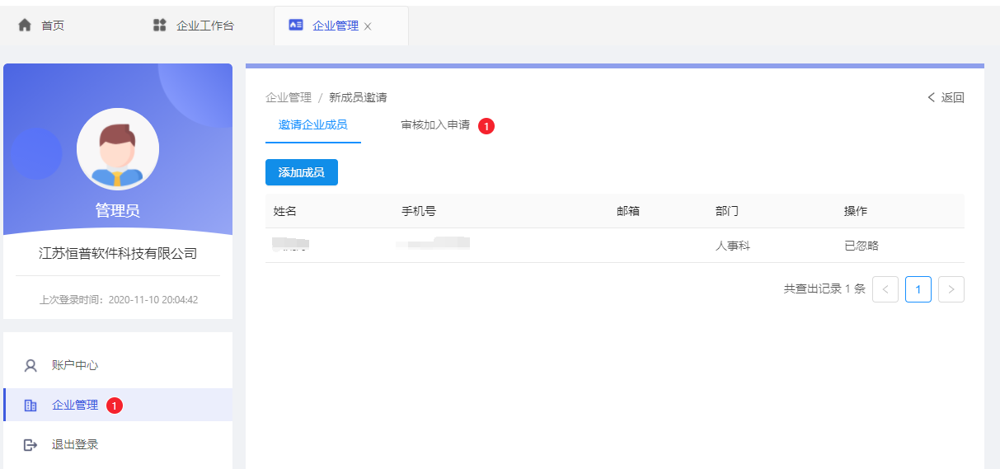 首页
企业工作台
企业管理
管理员
江苏恒普软件科技有限公司
上次登录时间：2020-11-10 20:04:42
账户中心
企业管理 1
退出登录
企业管理 / 新成员邀请
返回
邀请企业成员
审核加入申请 1
添加成员
姓名 手机号 邮箱 部门 操作
人事科 已忽略
共查出记录 1 条 < 1 >